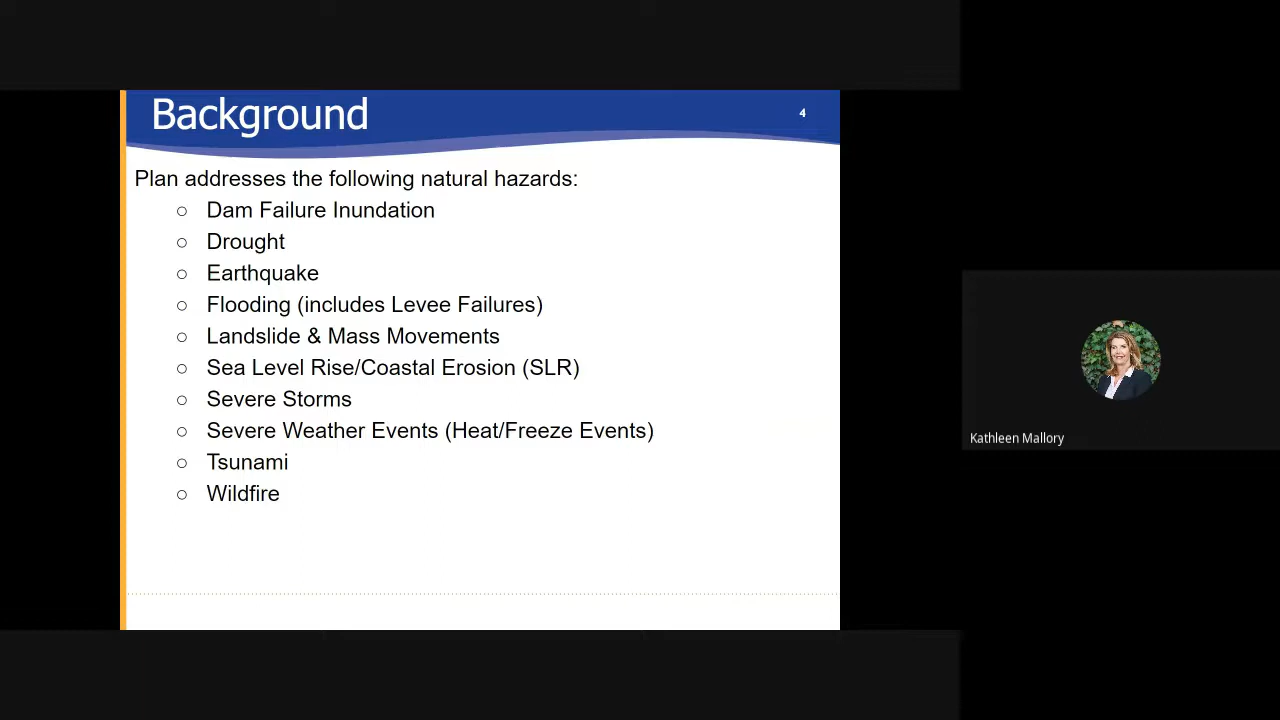 Background
4
Plan addresses the following natural hazards:
○ Dam Failure Inundation
○ Drought
○ Earthquake
○ Flooding (includes Levee Failures)
○ Landslide & Mass Movements
○ Sea Level Rise/Coastal Erosion (SLR)
○ Severe Storms
○ Severe Weather Events (Heat/Freeze Events)
○ Tsunami
○ Wildfire
Kathleen Mallory